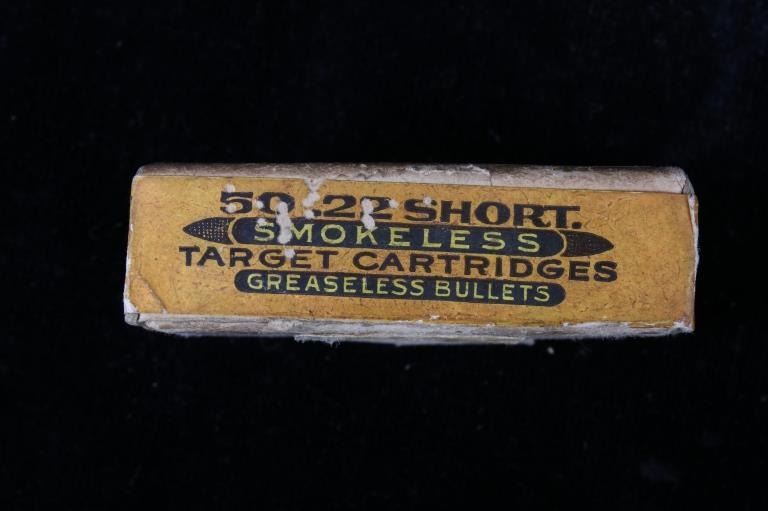 50 .22 SHORT.
SMOKELESS
TARGET CARTRIDGES
GREASELESS BULLETS